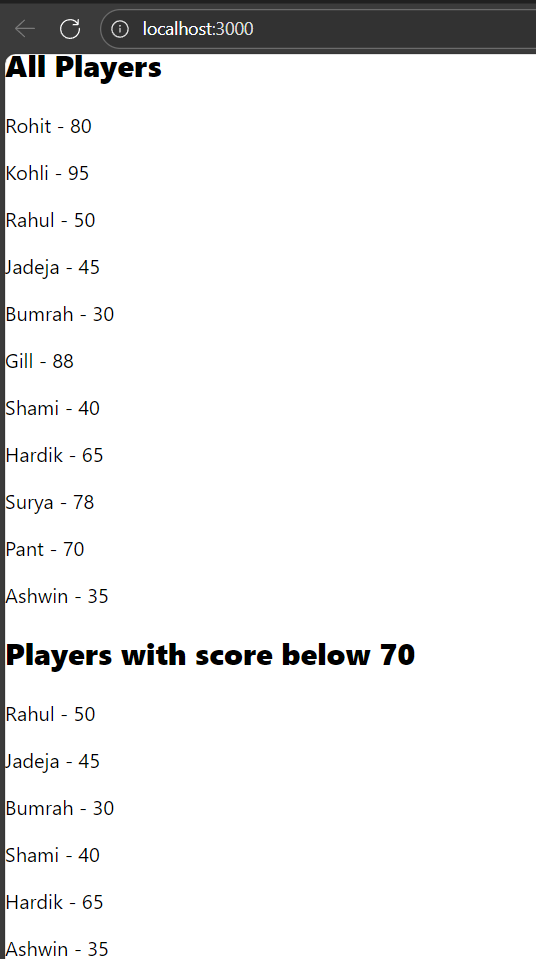 localhost:3000
All Players
Rohit - 80
Kohli - 95
Rahul - 50
Jadeja - 45
Bumrah - 30
Gill - 88
Shami - 40
Hardik - 65
Surya - 78
Pant - 70
Ashwin - 35
Players with score below 70
Rahul - 50
Jadeja - 45
Bumrah - 30
Shami - 40
Hardik - 65
Ashwin - 35